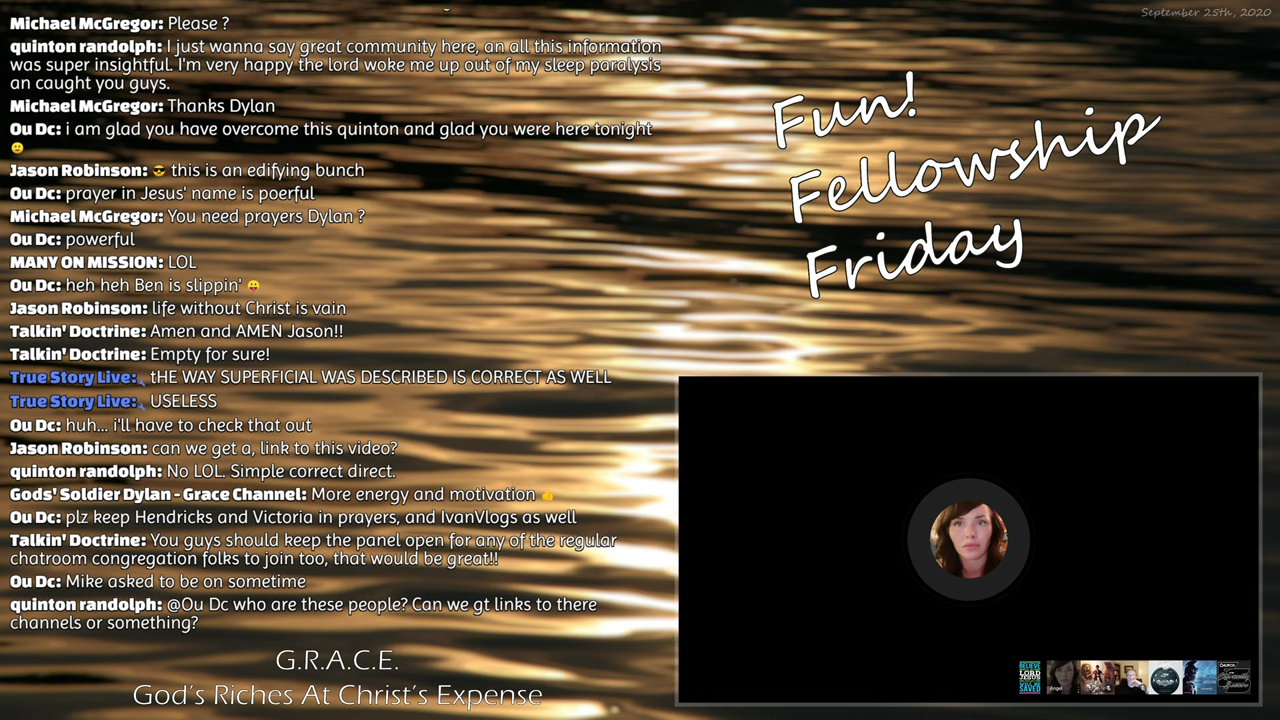 September 25th, 2020
Michael McGregor: Please ?
quinton randolph: I just wanna say great community here, an all this information
was super insightful. I'm very happy the lord woke me up out of my sleep paralysis
an caught you guys.
Michael McGregor: Thanks Dylan
Ou Dc: i am glad you have overcome this quinton and glad you were here tonight
🙂
Jason Robinson: 😎 this is an edifying bunch
Ou Dc: prayer in Jesus' name is poerful
Michael McGregor: You need prayers Dylan ?
Ou Dc: powerful
MANY ON MISSION: LOL
Ou Dc: heh heh Ben is slippin' 😛
Jason Robinson: life without Christ is vain
Talkin' Doctrine: Amen and AMEN Jason!!
Talkin' Doctrine: Empty for sure!
True Story Live: tHE WAY SUPERFICIAL WAS DESCRIBED IS CORRECT AS WELL
True Story Live: USELESS
Ou Dc: huh... i'll have to check that out
Jason Robinson: can we get a, link to this video?
quinton randolph: No LOL. Simple correct direct.
Gods' Soldier Dylan - Grace Channel: More energy and motivation 👍
Ou Dc: plz keep Hendricks and Victoria in prayers, and IvanVlogs as well
Talkin' Doctrine: You guys should keep the panel open for any of the regular
chatroom congregation folks to join too, that would be great!!
Ou Dc: Mike asked to be on sometime
quinton randolph: @Ou Dc who are these people? Can we gt links to there
channels or something?
G.R.A.C.E.
God's Riches At Christ's Expense
Fun!
Fellowship
Friday
BELIEVE
LORD
JESUS
SAVED
Angel
CHURCH